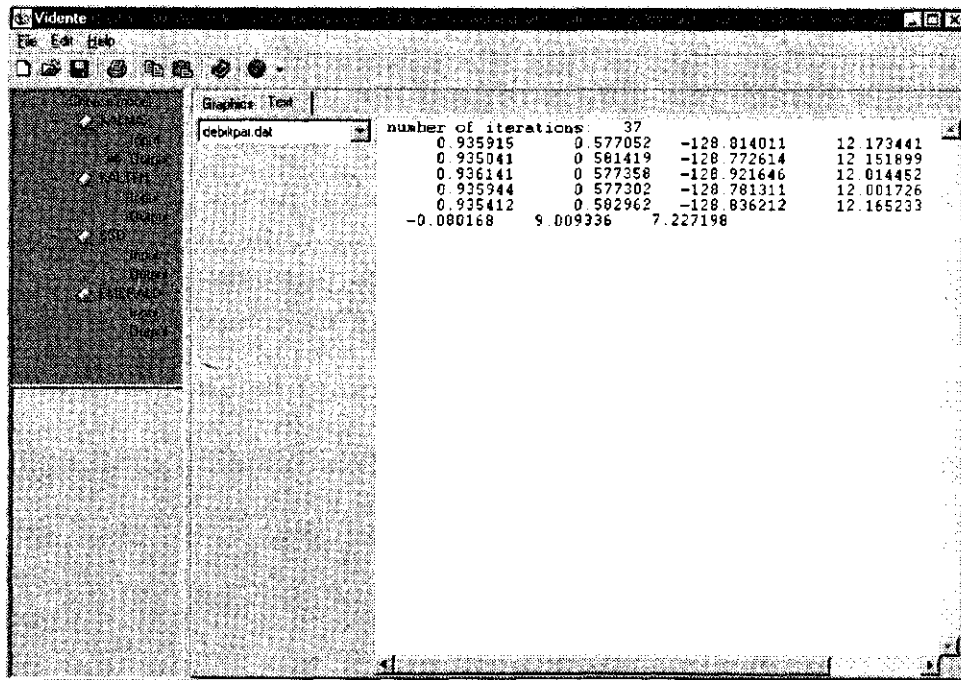 Vidente
File Edit Help
Input
Output
Input
Output
Input
Output
Input
Output
Graphics Text
debikpar.dat
number of iterations: 37
0.935915 0.577052 -128.814011 12.173441
0.935041 0 581419 -128.772614 12.151899
0.936141 0 577358 -128.921646 12.014452
0.935944 0 577302 -128.781311 12.001726
0.935412 0 582962 -128.836212 12.165233
-0.080168 9.009336 7.227198